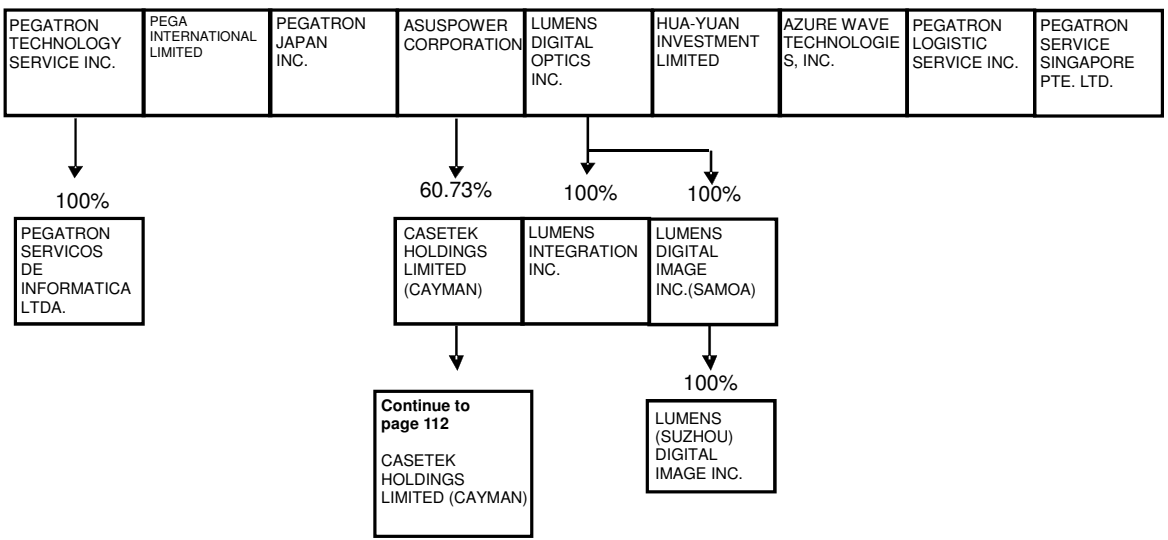 PEGATRON
TECHNOLOGY
SERVICE INC.
PEGA
INTERNATIONAL
LIMITED
PEGATRON
JAPAN
INC.
ASUSPOWER
CORPORATION
LUMENS
DIGITAL
OPTICS
INC.
HUA-YUAN
INVESTMENT
LIMITED
AZURE WAVE
TECHNOLOGIE
S, INC.
PEGATRON
LOGISTIC
SERVICE INC.
PEGATRON
SERVICE
SINGAPORE
PTE. LTD.
100%
60.73%
100%
100%
PEGATRON
SERVICOS
DE
INFORMATICA
LTDA.
CASETEK
HOLDINGS
LIMITED
(CAYMAN)
LUMENS
INTEGRATION
INC.
LUMENS
DIGITAL
IMAGE
INC.(SAMOA)
100%
Continue to
page 112
CASETEK
HOLDINGS
LIMITED (CAYMAN)
LUMENS
(SUZHOU)
DIGITAL
IMAGE INC.